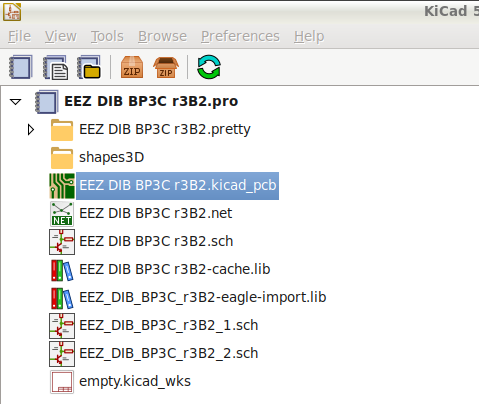 KiCad 5
File View Tools Browse Preferences Help
ZIP ZIP
EEZ DIB BP3C r3B2.pro
EEZ DIB BP3C r3B2.pretty
shapes3D
EEZ DIB BP3C r3B2.kicad_pcb
NET EEZ DIB BP3C r3B2.net
EEZ DIB BP3C r3B2.sch
EEZ DIB BP3C r3B2-cache.lib
EEZ_DIB_BP3C_r3B2-eagle-import.lib
EEZ_DIB_BP3C_r3B2_1.sch
EEZ_DIB_BP3C_r3B2_2.sch
empty.kicad_wks